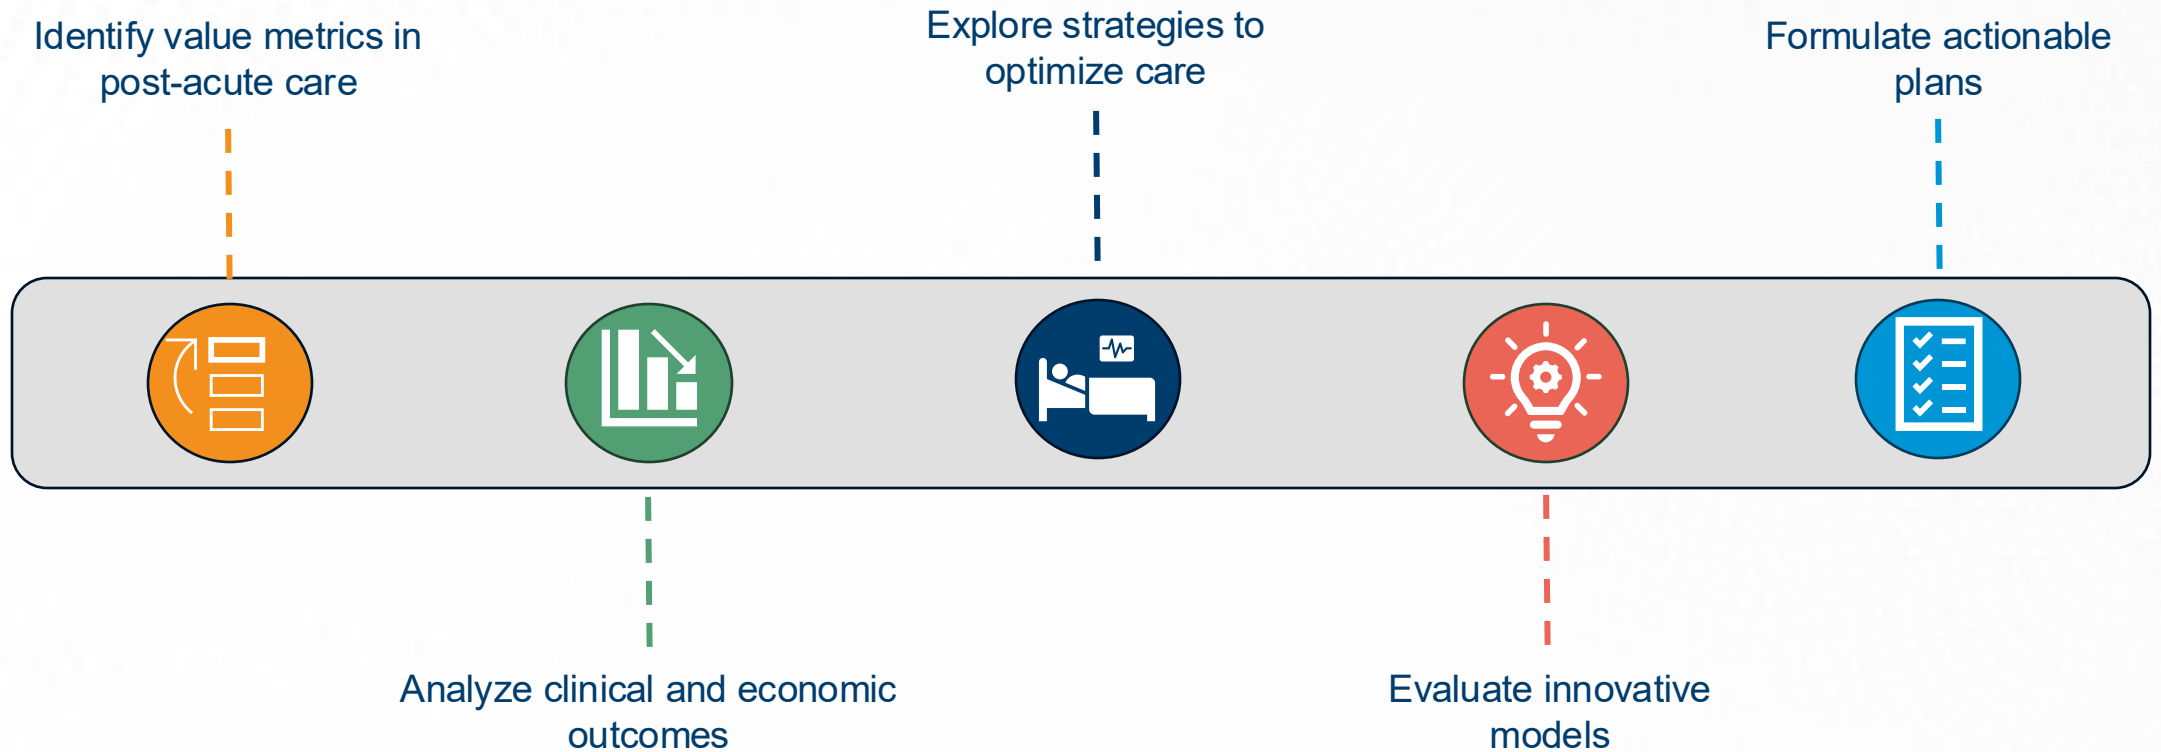 Identify value metrics in
post-acute care
Analyze clinical and economic
outcomes
Explore strategies to
optimize care
Evaluate innovative
models
Formulate actionable
plans